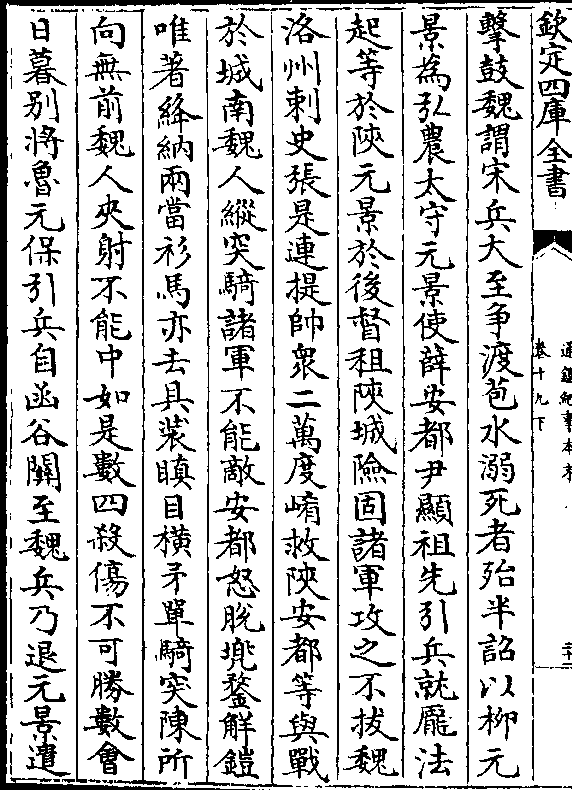 欽定四庫全書
通鑑紀事本末
卷十九下
擊鼓魏謂宋兵大至爭渡苞水溺死者殆半詔以栁元
景為弘農太守元景使薛安都尹顯祖先引兵就龎法
起等於陜元景於後督租陜城險固諸軍攻之不拔魏
洛州刺史張是連提帥衆二萬度崤救陜安都等與戰
於城南魏人縱突騎諸軍不能敵安都怒脫兠鍪解鎧
唯著絳納兩當衫馬亦去具裝瞋目横矛單騎突陳所
向無前魏人夾射不能中如是數四殺傷不可勝數會
日暮别將魯元保引兵自函谷關至魏兵乃退元景遣